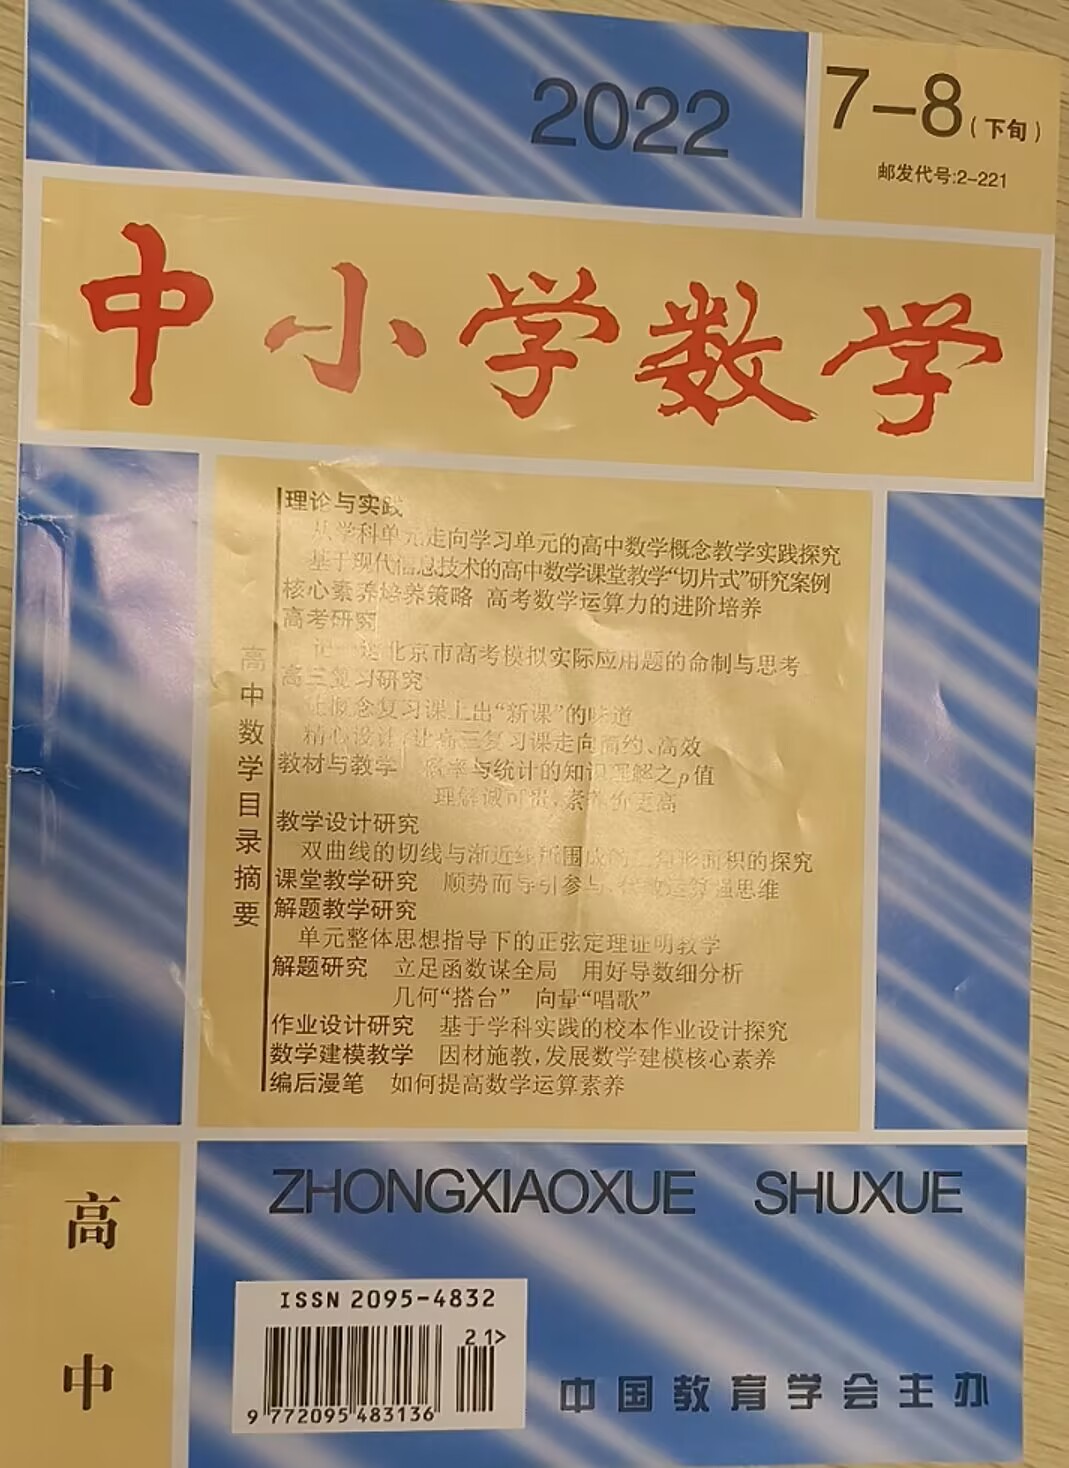 2022
7-8(下旬)
邮发代号:2-221
中小学数学
高中数学目录摘要
理论与实践
从学科单元走向学习单元的高中数学概念教学实践探究
基于现代信息技术的高中数学课堂教学“切片式”研究案例
核心素养培养策略 高考数学运算力的进阶培养
高考研究
记一道北京市高考模拟实际应用题的命制与思考
高三复习研究
让概念复习课上出“新课”的味道
精心设计 让高三复习课走向简约、高效
教材与教学 概率与统计的知识理解之p值
理解诚可贵,素养价更高
教学设计研究
双曲线的切线与渐近线所围成的三角形面积的探究
课堂教学研究 顺势而导引参与,代数运算强思维
解题教学研究
单元整体思想指导下的正弦定理证明教学
解题研究 立足函数谋全局 用好导数细分析
几何“搭台” 向量“唱歌”
作业设计研究 基于学科实践的校本作业设计探究
数学建模教学 因材施教,发展数学建模核心素养
编后漫笔 如何提高数学运算素养
高中
ZHONGXIAOXUE SHUXUE
ISSN 2095-4832
21>
9 772095 483136
中国教育学会主办